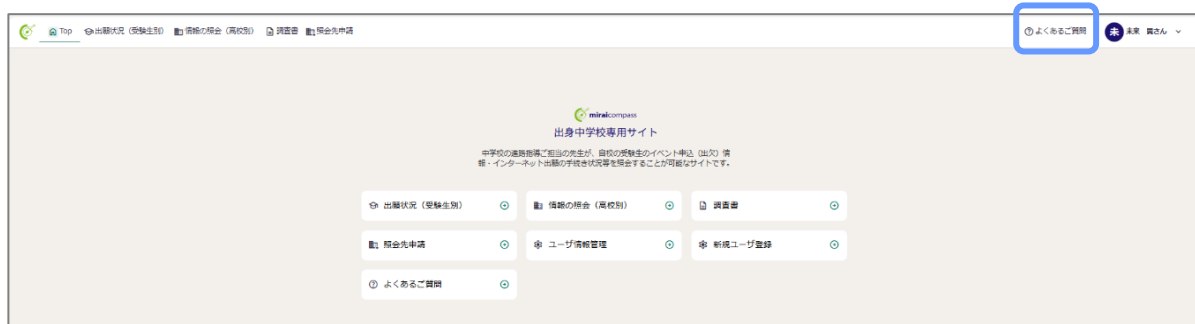 Top 出願状況（受験生別） 情報の照会（高校別） 調査書 照会先申請 よくあるご質問 未 未来 翼さん
miraicompass
出身中学校専用サイト
中学校の進路指導ご担当の先生が、自校の受験生のイベント申込（出欠）情
報・インターネット出願の手続き状況等を照会することが可能なサイトです。
出願状況（受験生別） 情報の照会（高校別） 調査書
照会先申請 ユーザ情報管理 新規ユーザ登録
よくあるご質問